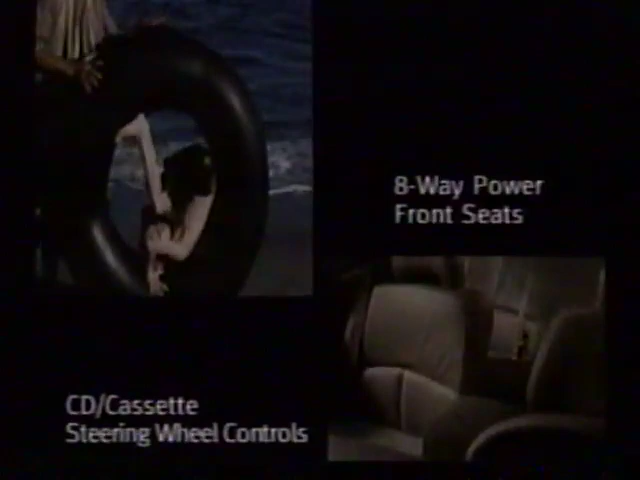 8-Way Power
Front Seats
CD/Cassette
Steering Wheel Controls